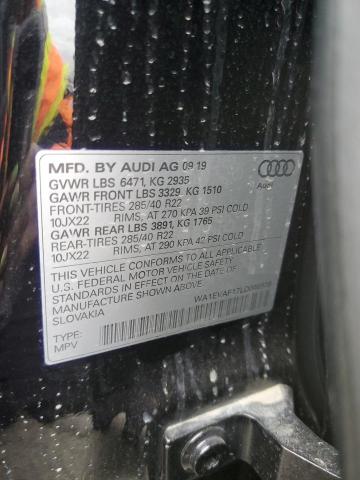 MFD. BY AUDI AG 09 19
GVWR LBS 6471, KG 2935
GAWR FRONT LBS 3329 KG 1510
FRONT-TIRES 285/40 R22
10JX22 RIMS, AT 270 KPA 39 PSI COLD
GAWR REAR LBS 3891, KG 1765
REAR-TIRES 285/40 R22
10JX22 RIMS, AT 290 KPA 42 PSI COLD
THIS VEHICLE CONFORMS TO ALL APPLICABLE
U.S. FEDERAL MOTOR VEHICLE SAFETY
STANDARDS IN EFFECT ON THE DATE OF
MANUFACTURE SHOWN ABOVE.
SLOVAKIA
TYPE:
MPV
Audi